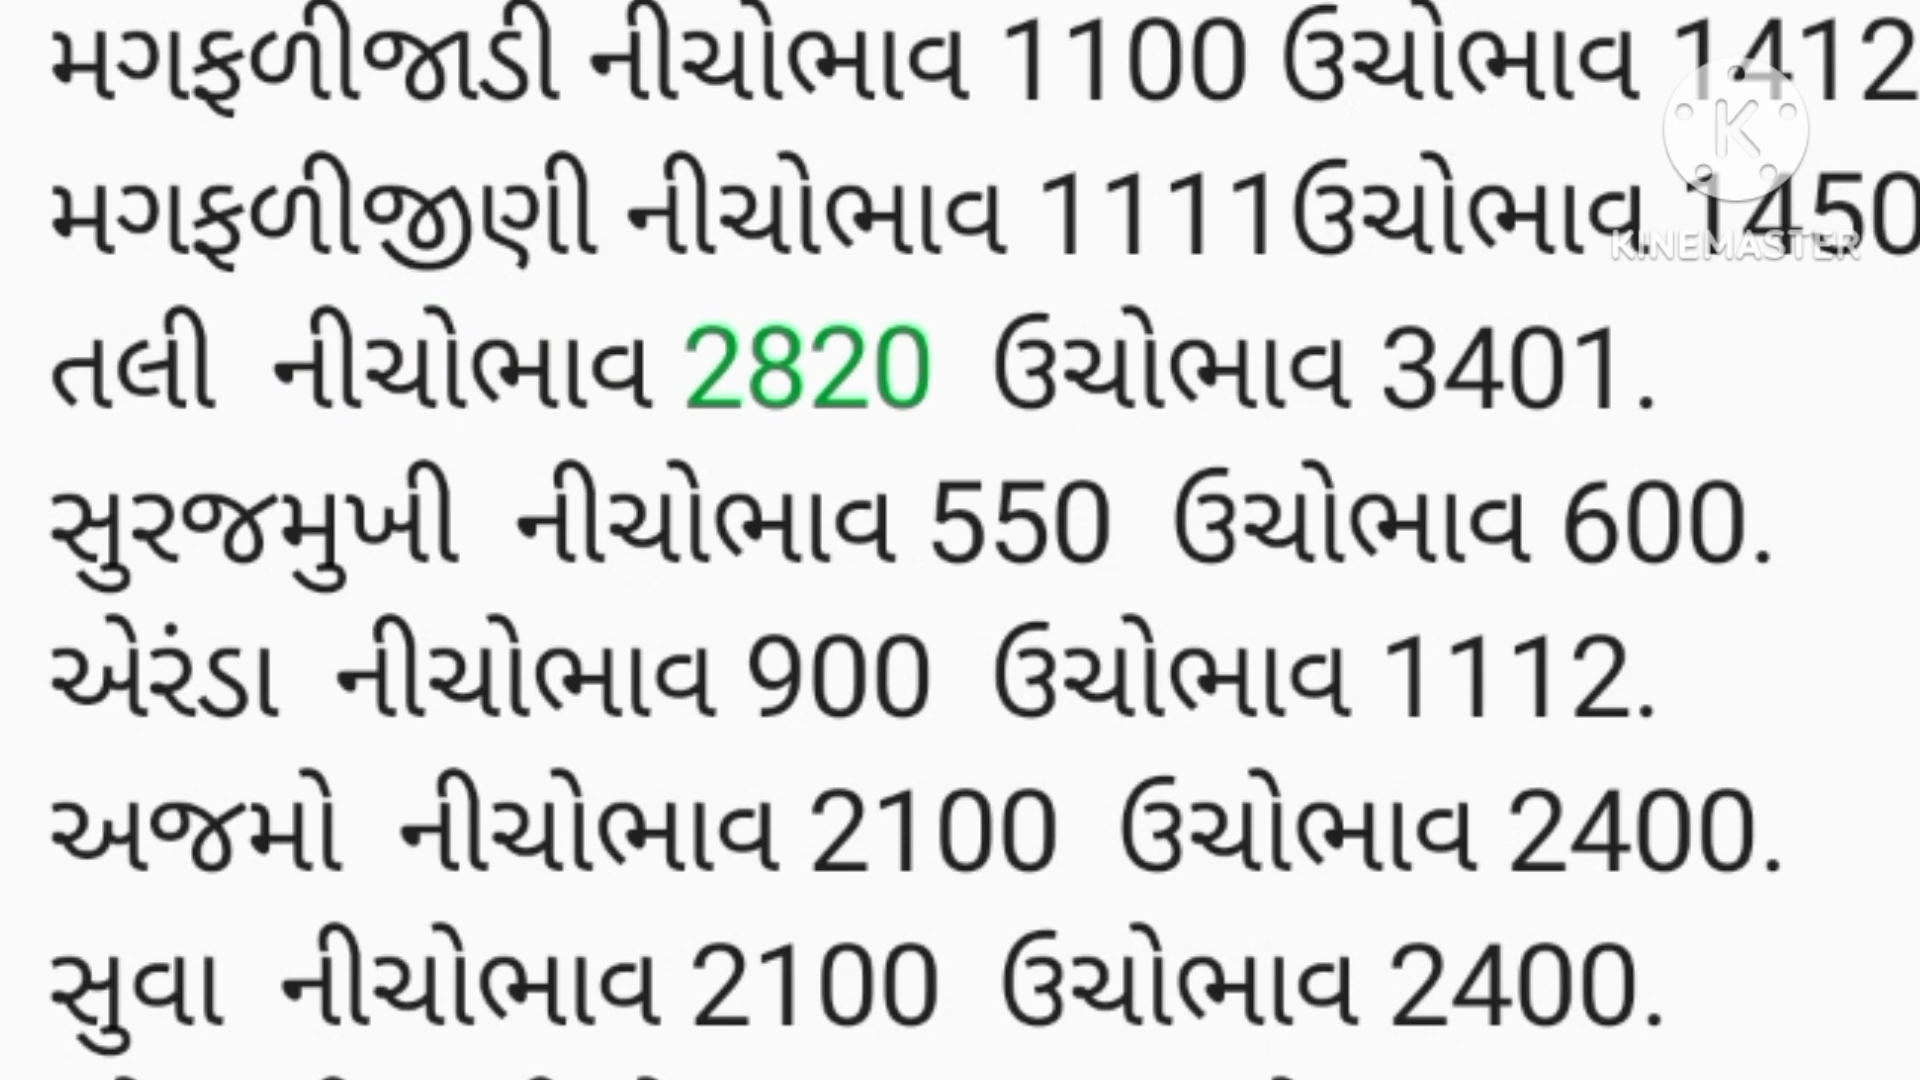 મગફળીજાડી નીચોભાવ 1100 ઉચોભાવ 1412
મગફળીજીણી નીચોભાવ 1111ઉચોભાવ 1450
તલી નીચોભાવ 2820 ઉચોભાવ 3401.
સુરજમુખી નીચોભાવ 550 ઉચોભાવ 600.
એરંડા નીચોભાવ 900 ઉચોભાવ 1112.
અજમો નીચોભાવ 2100 ઉચોભાવ 2400.
સુવા નીચોભાવ 2100 ઉચોભાવ 2400.
K
KINEMASTER